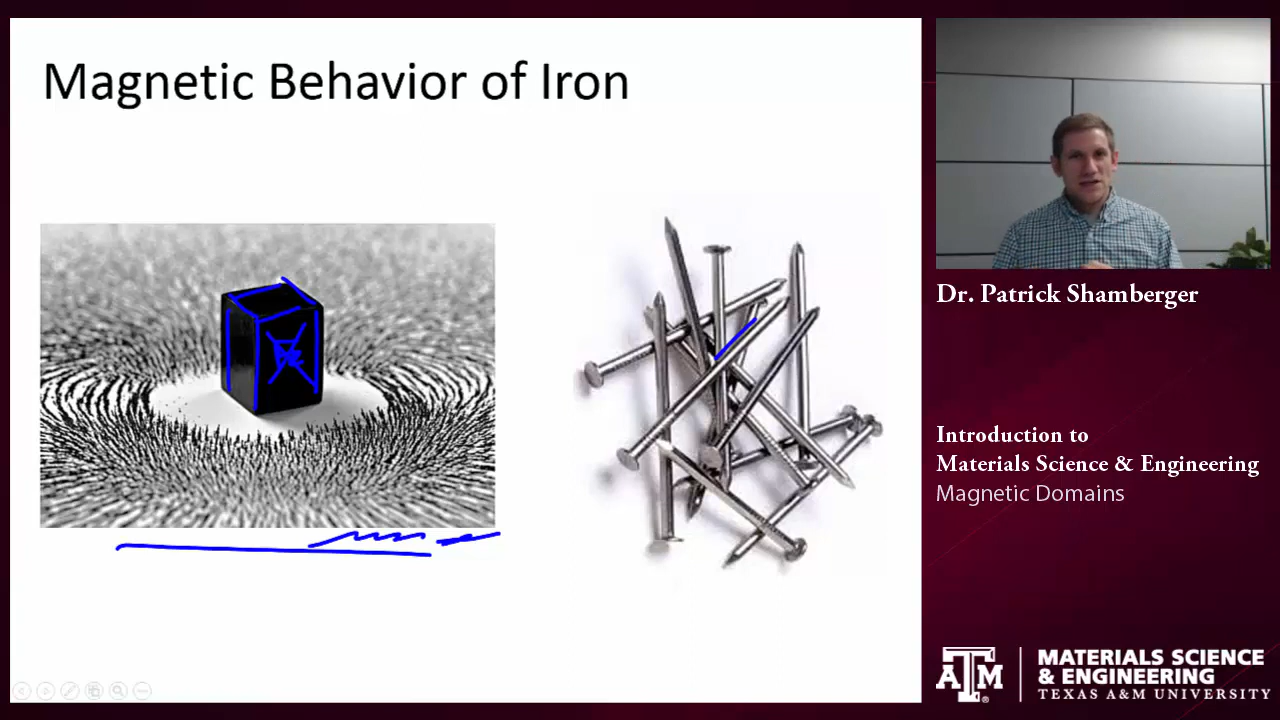 Magnetic Behavior of Iron
Dr. Patrick Shamberger
Introduction to
Materials Science & Engineering
Magnetic Domains
ATM
MATERIALS SCIENCE
& ENGINEERING
TEXAS A&M UNIVERSITY